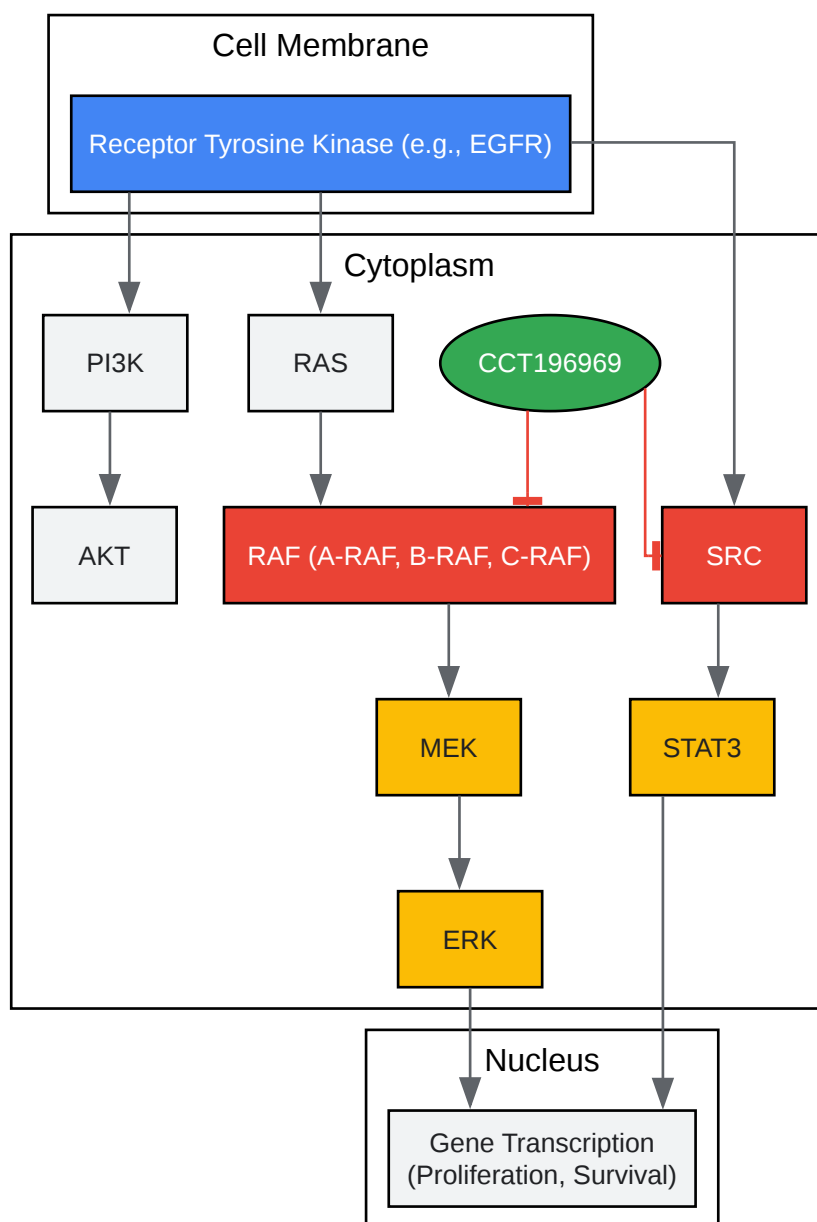 Cell Membrane
Receptor Tyrosine Kinase (e.g., EGFR)
Cytoplasm
PI3K
RAS
CCT196969
AKT
RAF (A-RAF, B-RAF, C-RAF)
SRC
MEK
STAT3
ERK
Nucleus
Gene Transcription
(Proliferation, Survival)